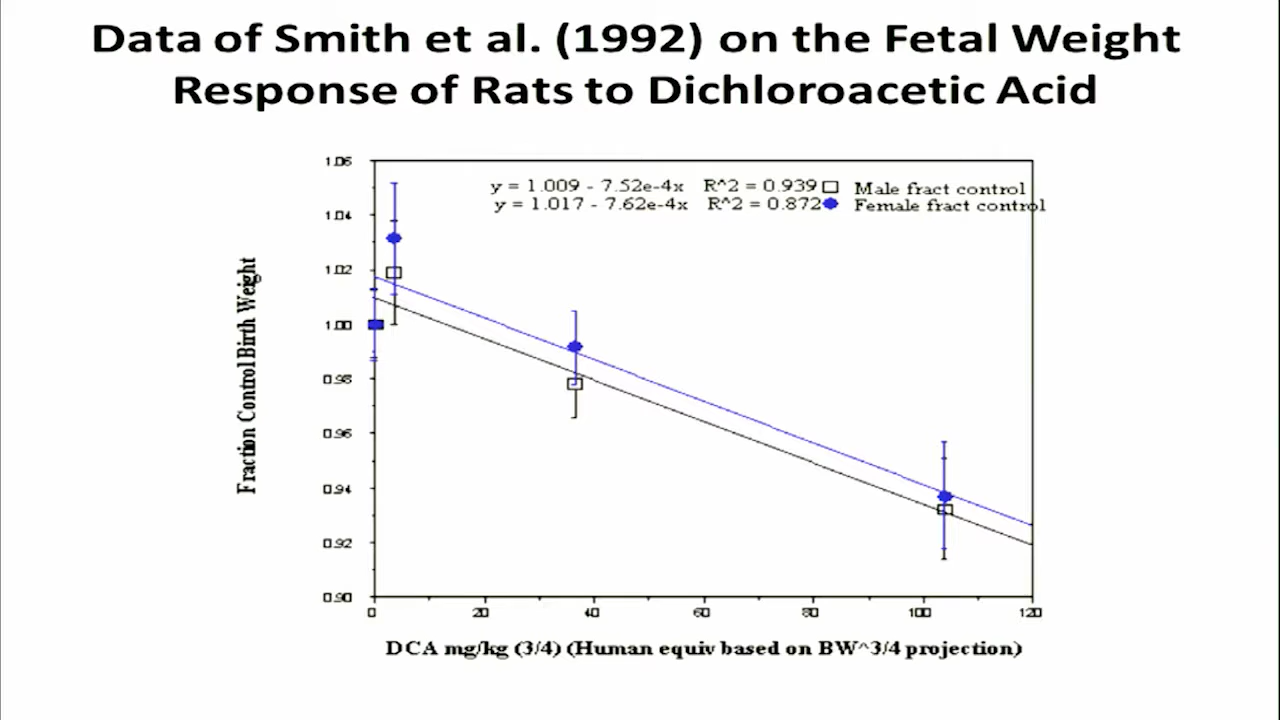 Data of Smith et al. (1992) on the Fetal Weight
Response of Rats to Dichloroacetic Acid
1.06
y = 1.009 - 7.52e-4x R^2 = 0.939 Male fract control
y = 1.017 - 7.62e-4x R^2 = 0.872 Female fract control
1.04
1.02
1.00
0.98
0.96
0.94
0.92
0.90
Fraction Control Birth Weight
0 20 40 60 80 100 120
DCA mg/kg (3/4) (Human equiv based on BW^3/4 projection)